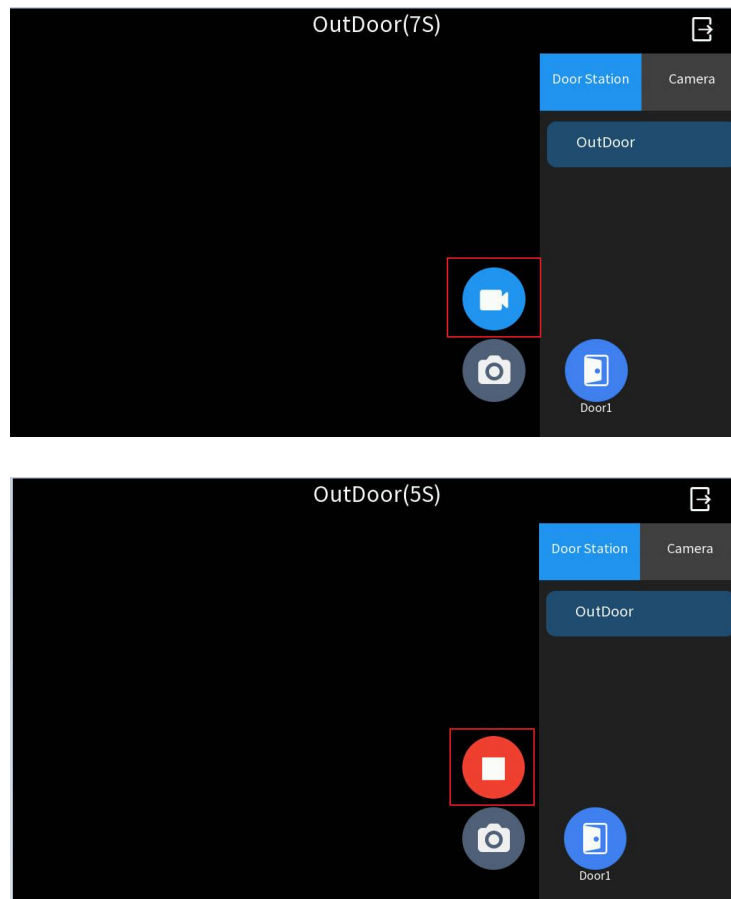 OutDoor(7S)
Door Station
Camera
OutDoor
Door1
OutDoor(5S)
Door Station
Camera
OutDoor
Door1